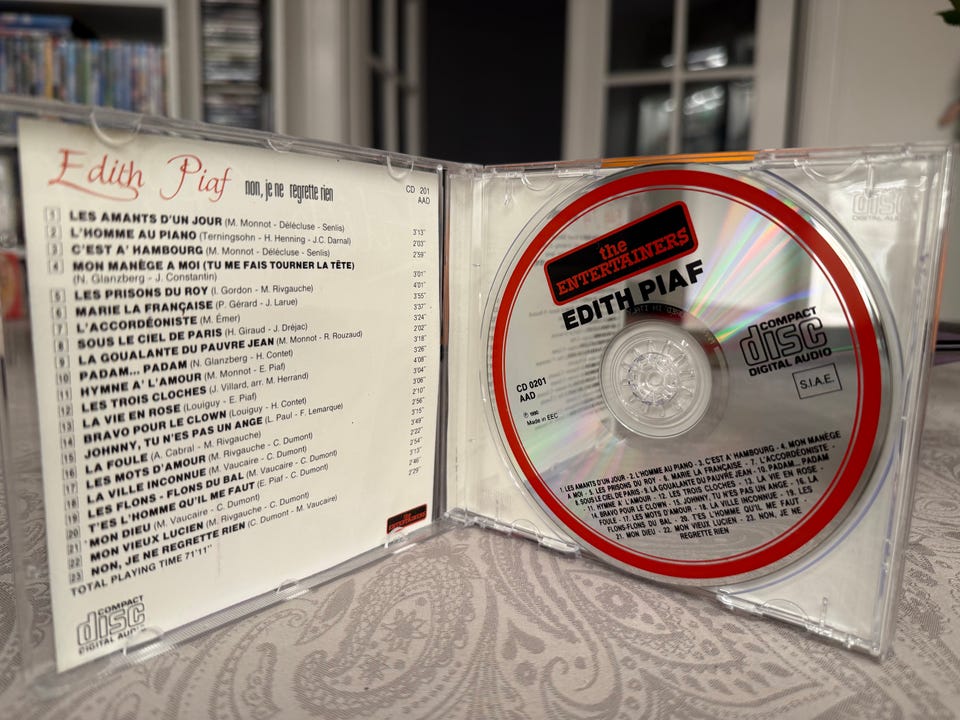 Edith Piaf non, je ne regrette rien
CD 201
AAD
1 LES AMANTS D'UN JOUR (M. Monnot - Délécluse - Senlis) 3'13"
2 L'HOMME AU PIANO (Terningsohn - H. Henning - J.C. Darnal) 2'03"
3 C'EST A' HAMBOURG (M. Monnot - Délécluse - Senlis) 2'59"
4 MON MANÈGE A MOI (TU ME FAIS TOURNER LA TÊTE)
(N. Glanzberg - J. Constantin) 3'01"
5 LES PRISONS DU ROY (I. Gordon - M. Rivgauche) 4'01"
6 MARIE LA FRANÇAISE (P. Gérard - J. Larue) 3'55"
7 L'ACCORDÉONISTE (M. Émer) 3'37"
8 SOUS LE CIEL DE PARIS (H. Giraud - J. Dréjac) 3'24"
9 LA GOUALANTE DU PAUVRE JEAN (M. Monnot - R. Rouzaud) 2'02"
10 PADAM... PADAM (N. Glanzberg - H. Contet) 3'18"
11 HYMNE A' L'AMOUR (M. Monnot - E. Piaf) 3'26"
12 LES TROIS CLOCHES (J. Villard, arr. M. Herrand) 4'08"
13 LA VIE EN ROSE (Louiguy - E. Piaf) 3'04"
14 BRAVO POUR LE CLOWN (Louiguy - H. Contet) 3'06"
15 JOHNNY, TU N'ES PAS UN ANGE (L. Paul - F. Lemarque) 2'10"
16 LA FOULE (A. Cabral - M. Rivgauche) 2'56"
17 LES MOTS D'AMOUR (M. Rivgauche - C. Dumont) 3'15"
18 LA VILLE INCONNUE (M. Vaucaire - C. Dumont) 3'49"
19 LES FLONS - FLONS DU BAL (M. Vaucaire - C. Dumont) 2'22"
20 T'ES L'HOMME QU'IL ME FAUT (E. Piaf - C. Dumont) 2'54"
21 MON DIEU (M. Vaucaire - C. Dumont) 3'13"
22 MON VIEUX LUCIEN (M. Rivgauche - C. Dumont) 2'46"
23 NON, JE NE REGRETTE RIEN (C. Dumont - M. Vaucaire) 2'29"
TOTAL PLAYING TIME 71'11"
COMPACT
disc
DIGITAL AUDIO
the
ENTERTAINERS
EDITH PIAF
COMPACT
disc
DIGITAL AUDIO
S.I.A.E.
CD 0201
AAD
℗ 1990
Made in EEC
1. LES AMANTS D'UN JOUR - 2. L'HOMME AU PIANO - 3. C'EST A' HAMBOURG - 4. MON MANÈGE
A MOI - 5. LES PRISONS DU ROY - 6. MARIE LA FRANÇAISE - 7. L'ACCORDÉONISTE -
8. SOUS LE CIEL DE PARIS - 9. LA GOUALANTE DU PAUVRE JEAN - 10. PADAM... PADAM
11. HYMNE A' L'AMOUR - 12. LES TROIS CLOCHES - 13. LA VIE EN ROSE -
14. BRAVO POUR LE CLOWN - 15. JOHNNY, TU N'ES PAS UN ANGE - 16. LA
FOULE - 17. LES MOTS D'AMOUR - 18. LA VILLE INCONNUE - 19. LES
FLONS-FLONS DU BAL - 20. T'ES L'HOMME QU'IL ME FAUT
21. MON DIEU - 22. MON VIEUX LUCIEN - 23. NON, JE NE
REGRETTE RIEN
disc
DIGITAL AUDIO